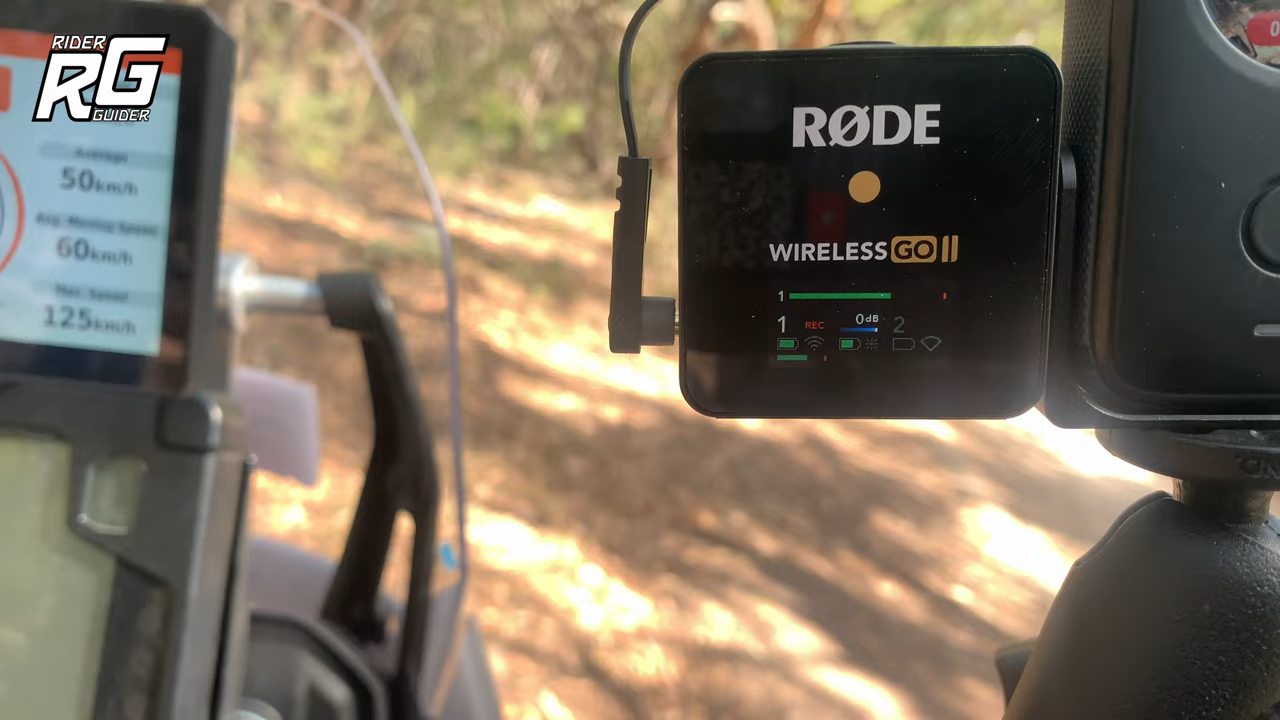 RIDER
RG
GUIDER
Average
50km/h
Avg. Moving Speed
60km/h
Max. Speed
125km/h
RØDE
WIRELESS GO II
1
1 REC 0dB 2